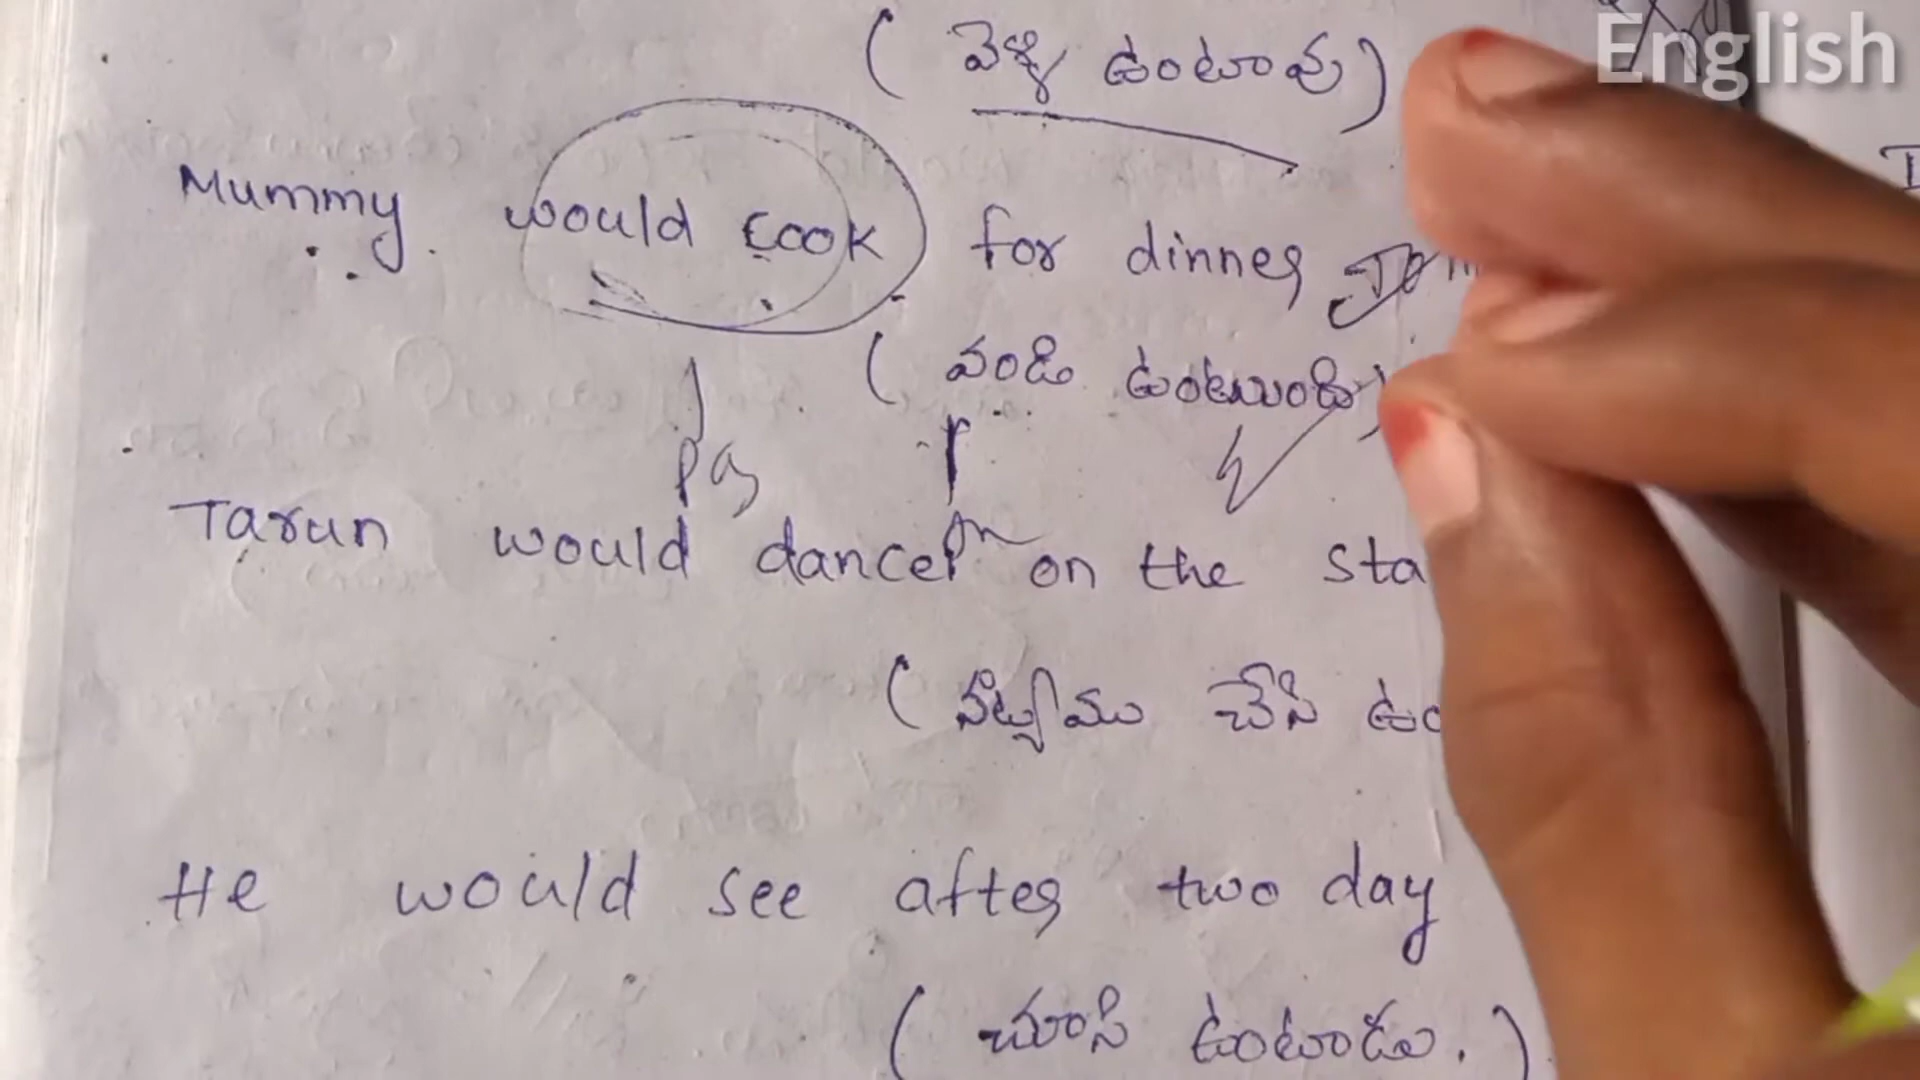 English
( వెళ్ళి ఉంటావు )
Mummy would cook for dinner
( వండి ఉంటుంది )
Tarun would dance on the sta
( నాట్యము చేసి ఉం
He would see after two day
( చూసి ఉంటాడు. )